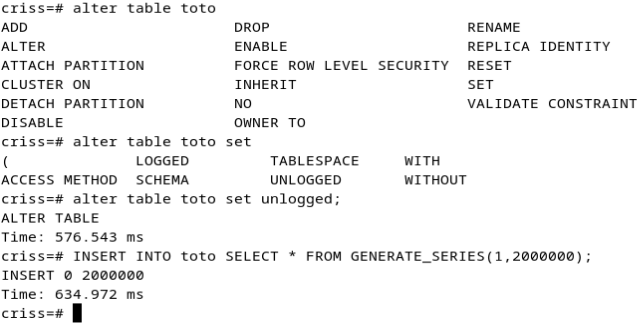 criss=# alter table toto
ADD DROP RENAME
ALTER ENABLE REPLICA IDENTITY
ATTACH PARTITION FORCE ROW LEVEL SECURITY RESET
CLUSTER ON INHERIT SET
DETACH PARTITION NO VALIDATE CONSTRAINT
DISABLE OWNER TO
criss=# alter table toto set
( LOGGED TABLESPACE WITH
ACCESS METHOD SCHEMA UNLOGGED WITHOUT
criss=# alter table toto set unlogged;
ALTER TABLE
Time: 576.543 ms
criss=# INSERT INTO toto SELECT * FROM GENERATE_SERIES(1,2000000);
INSERT 0 2000000
Time: 634.972 ms
criss=#